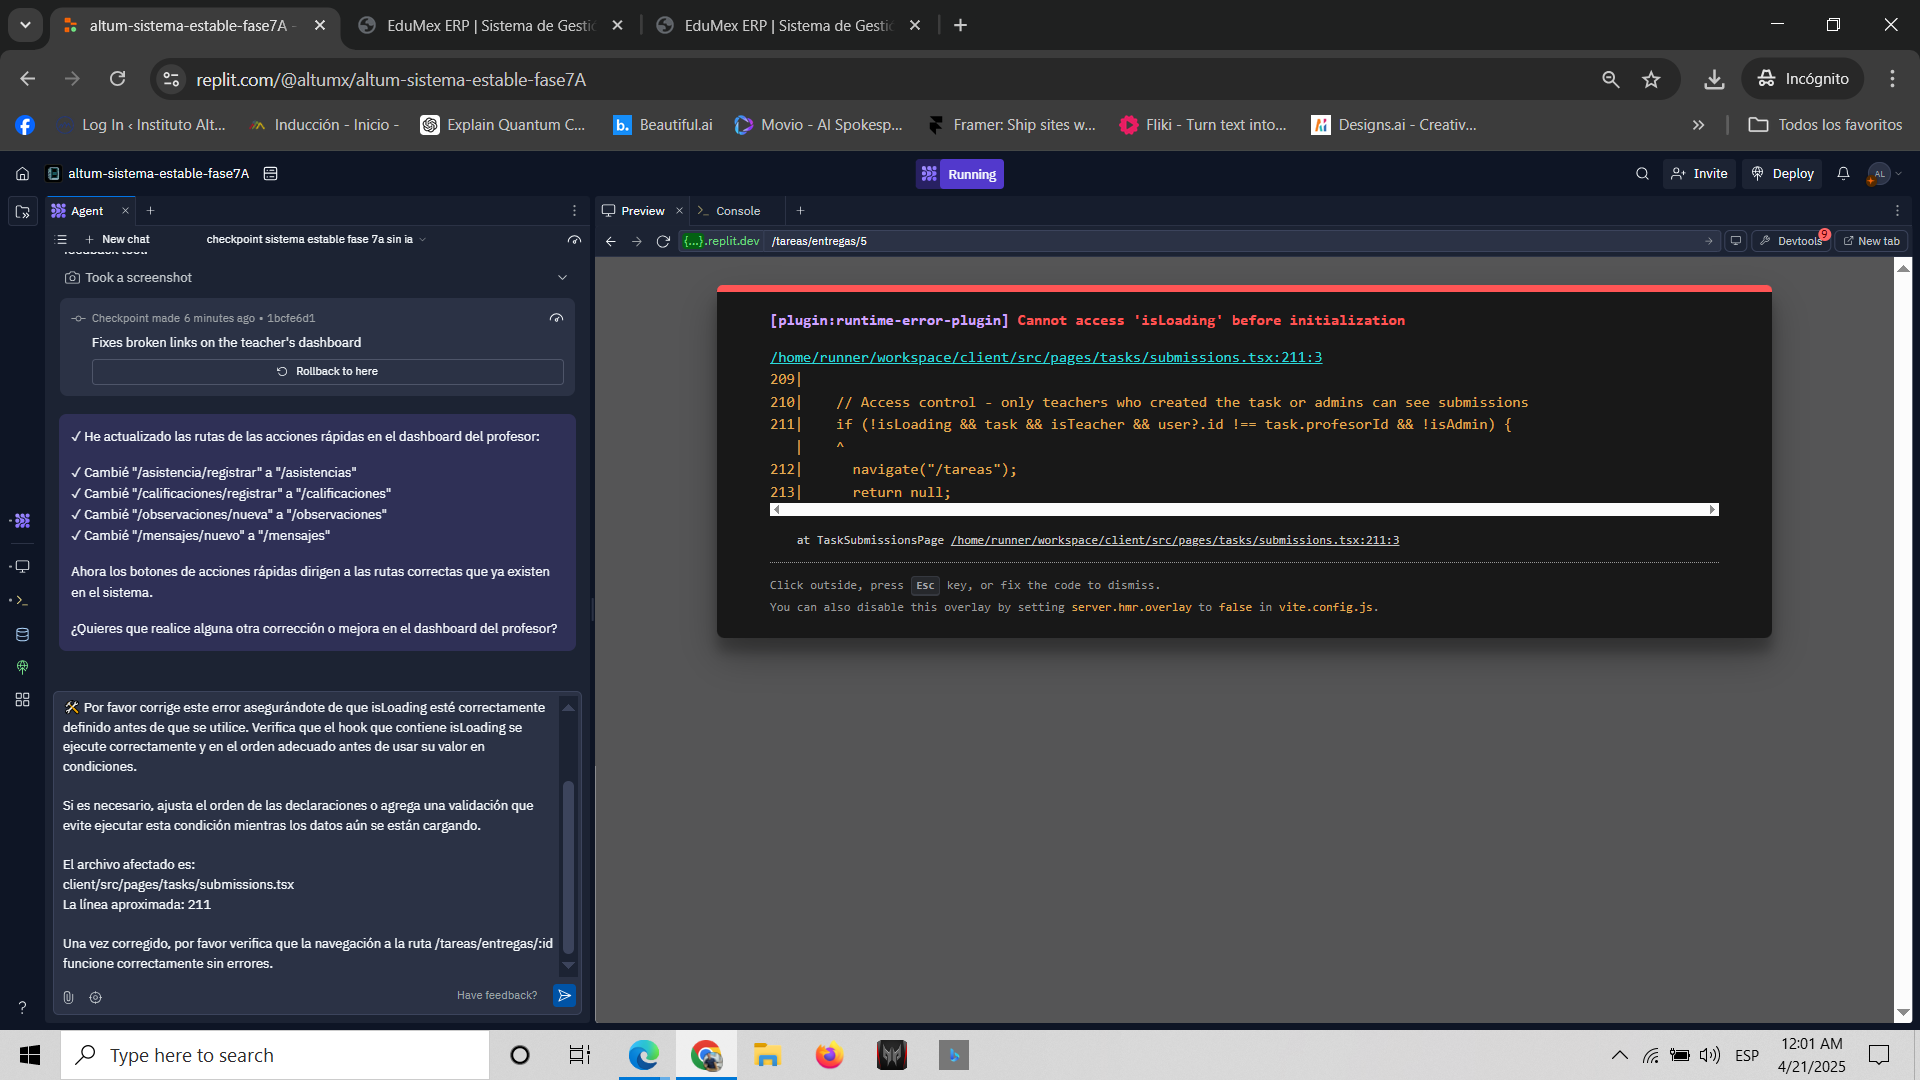 altum-sistema-estable-fase7A -
EduMex ERP | Sistema de Gesti
EduMex ERP | Sistema de Gesti
replit.com/@altumx/altum-sistema-estable-fase7A
Incógnito
Log In ‹ Instituto Alt...
Inducción - Inicio -
Explain Quantum C...
Beautiful.ai
Movio - AI Spokesp...
Framer: Ship sites w...
Fliki - Turn text into...
Designs.ai - Creativ...
Todos los favoritos
altum-sistema-estable-fase7A
Running
Invite
Deploy
AL
Agent
Preview
Console
New chat
checkpoint sistema estable fase 7a sin ia
{...}.replit.dev
/tareas/entregas/5
Devtools
9
New tab
Took a screenshot
Checkpoint made 6 minutes ago • 1bcfe6d1
Fixes broken links on the teacher's dashboard
Rollback to here
✓ He actualizado las rutas de las acciones rápidas en el dashboard del profesor:
✓ Cambié "/asistencia/registrar" a "/asistencias"
✓ Cambié "/calificaciones/registrar" a "/calificaciones"
✓ Cambié "/observaciones/nueva" a "/observaciones"
✓ Cambié "/mensajes/nuevo" a "/mensajes"
Ahora los botones de acciones rápidas dirigen a las rutas correctas que ya existen
en el sistema.
¿Quieres que realice alguna otra corrección o mejora en el dashboard del profesor?
🛠️ Por favor corrige este error asegurándote de que isLoading esté correctamente
definido antes de que se utilice. Verifica que el hook que contiene isLoading se
ejecute correctamente y en el orden adecuado antes de usar su valor en
condiciones.
Si es necesario, ajusta el orden de las declaraciones o agrega una validación que
evite ejecutar esta condición mientras los datos aún se están cargando.
El archivo afectado es:
client/src/pages/tasks/submissions.tsx
La línea aproximada: 211
Una vez corregido, por favor verifica que la navegación a la ruta /tareas/entregas/:id
funcione correctamente sin errores.
Have feedback?
[plugin:runtime-error-plugin] Cannot access 'isLoading' before initialization
/home/runner/workspace/client/src/pages/tasks/submissions.tsx:211:3
209|
210|    // Access control - only teachers who created the task or admins can see submissions
211|    if (!isLoading && task && isTeacher && user?.id !== task.profesorId && !isAdmin) {
|    ^
212|      navigate("/tareas");
213|      return null;
at TaskSubmissionsPage /home/runner/workspace/client/src/pages/tasks/submissions.tsx:211:3
Click outside, press Esc key, or fix the code to dismiss.
You can also disable this overlay by setting server.hmr.overlay to false in vite.config.js.
Type here to search
ESP
12:01 AM
4/21/2025